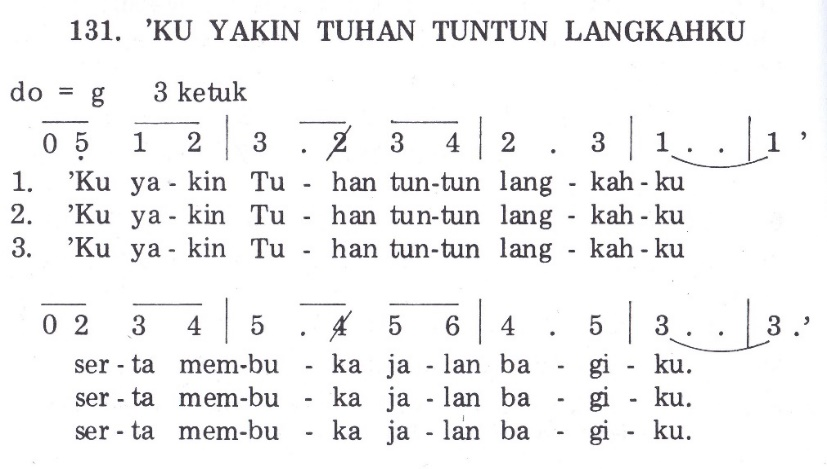 131. ’KU YAKIN TUHAN TUNTUN LANGKAHKU
do = g 3 ketuk
0 5̣ 1 2 | 3 . 2̸ 3 4 | 2 . 3 | 1 . . | 1 ’
1. ’Ku ya - kin Tu - han tun-tun lang - kah - ku
2. ’Ku ya - kin Tu - han tun-tun lang - kah - ku
3. ’Ku ya - kin Tu - han tun-tun lang - kah - ku
0 2 3 4 | 5 . 4̸ 5 6 | 4 . 5 | 3 . . | 3 . ’
ser - ta mem-bu - ka ja - lan ba - gi - ku.
ser - ta mem-bu - ka ja - lan ba - gi - ku.
ser - ta mem-bu - ka ja - lan ba - gi - ku.